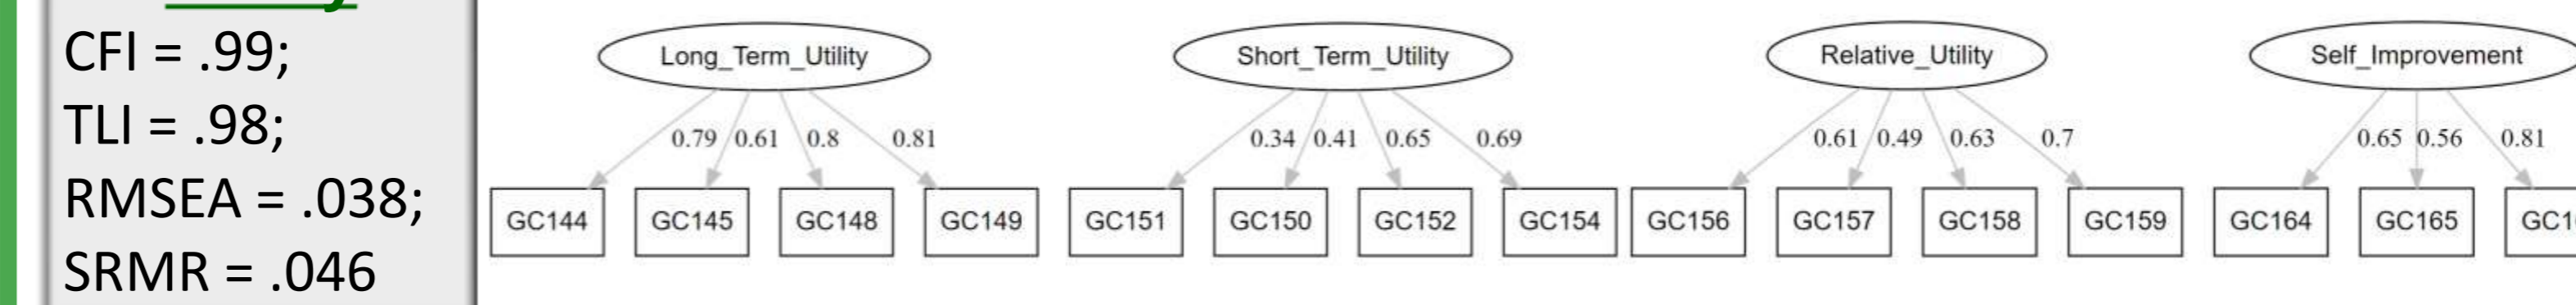 CFI = .99;
TLI = .98;
RMSEA = .038;
SRMR = .046
Long_Term_Utility Short_Term_Utility Relative_Utility Self_Improvement
0.79 0.61 0.8 0.81 0.34 0.41 0.65 0.69 0.61 0.49 0.63 0.7 0.65 0.56 0.81
GC144 GC145 GC148 GC149 GC151 GC150 GC152 GC154 GC156 GC157 GC158 GC159 GC164 GC165